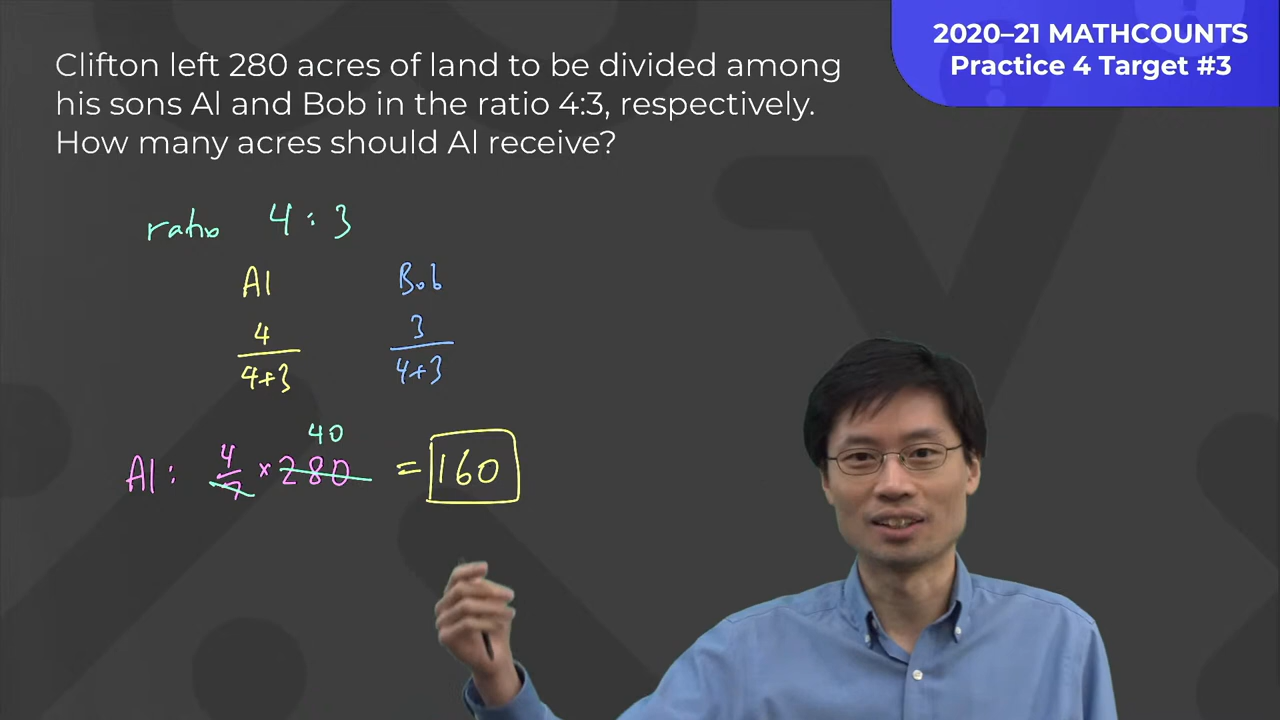 2020–21 MATHCOUNTS
Practice 4 Target #3
Clifton left 280 acres of land to be divided among
his sons Al and Bob in the ratio 4:3, respectively.
How many acres should Al receive?
ratio 4 : 3
Al Bob
4 3
4+3 4+3
40
Al: 4/7 × 280 = 160